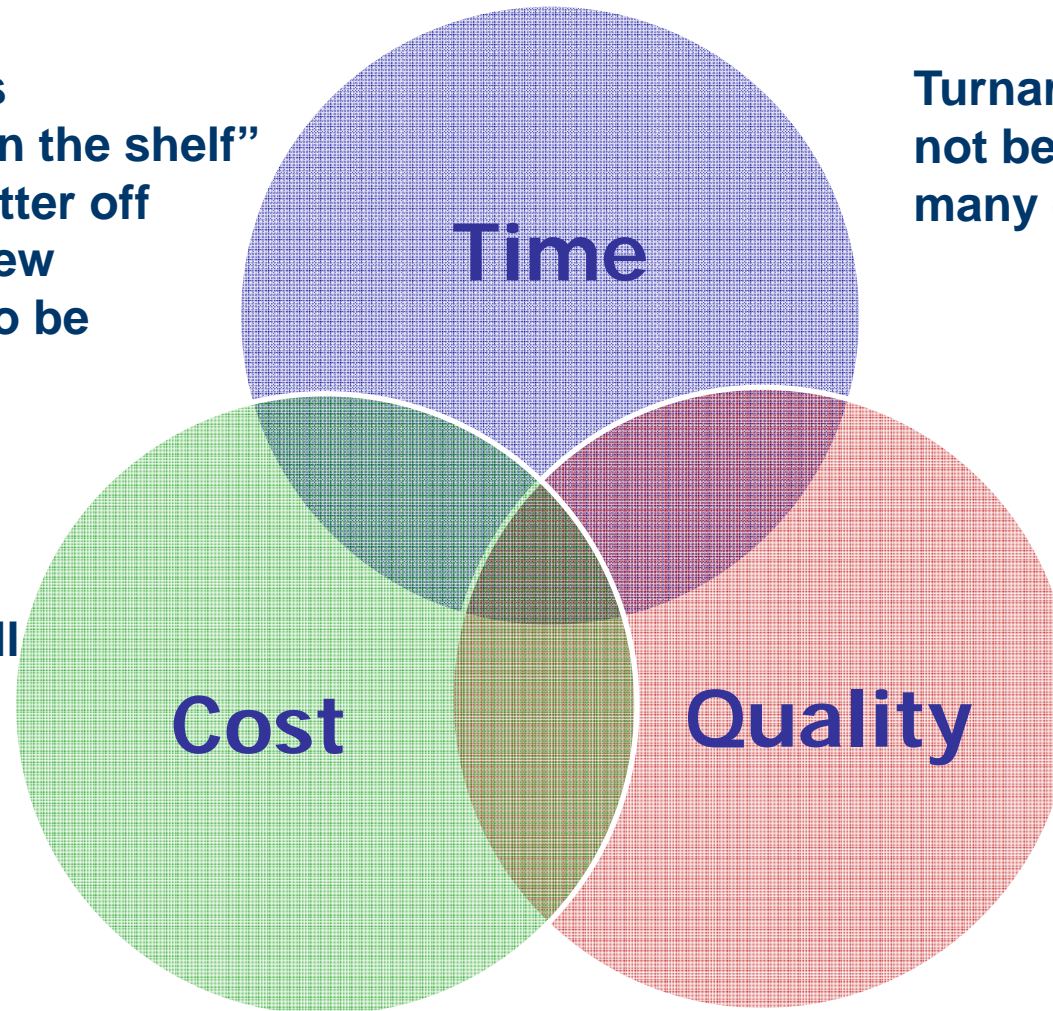 s
n the shelf”
tter off
ew
o be
Turnar
not be
many
Time
ll
Cost
Quality